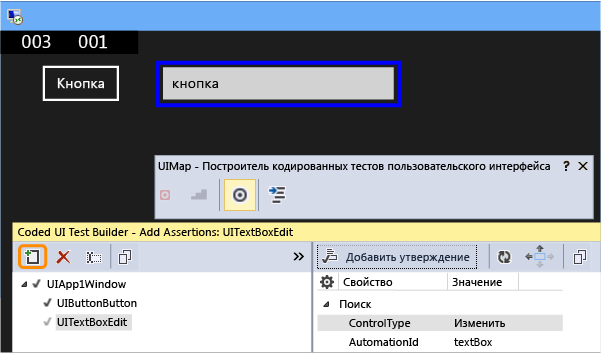 003 001
Кнопка
кнопка
UIMap - Построитель кодированных тестов пользовательского интерфейса ? ×
Coded UI Test Builder - Add Assertions: UITextBoxEdit
» Добавить утверждение
UIApp1Window
UIButtonButton
UITextBoxEdit
Свойство Значение
Поиск
ControlType Изменить
AutomationId textBox